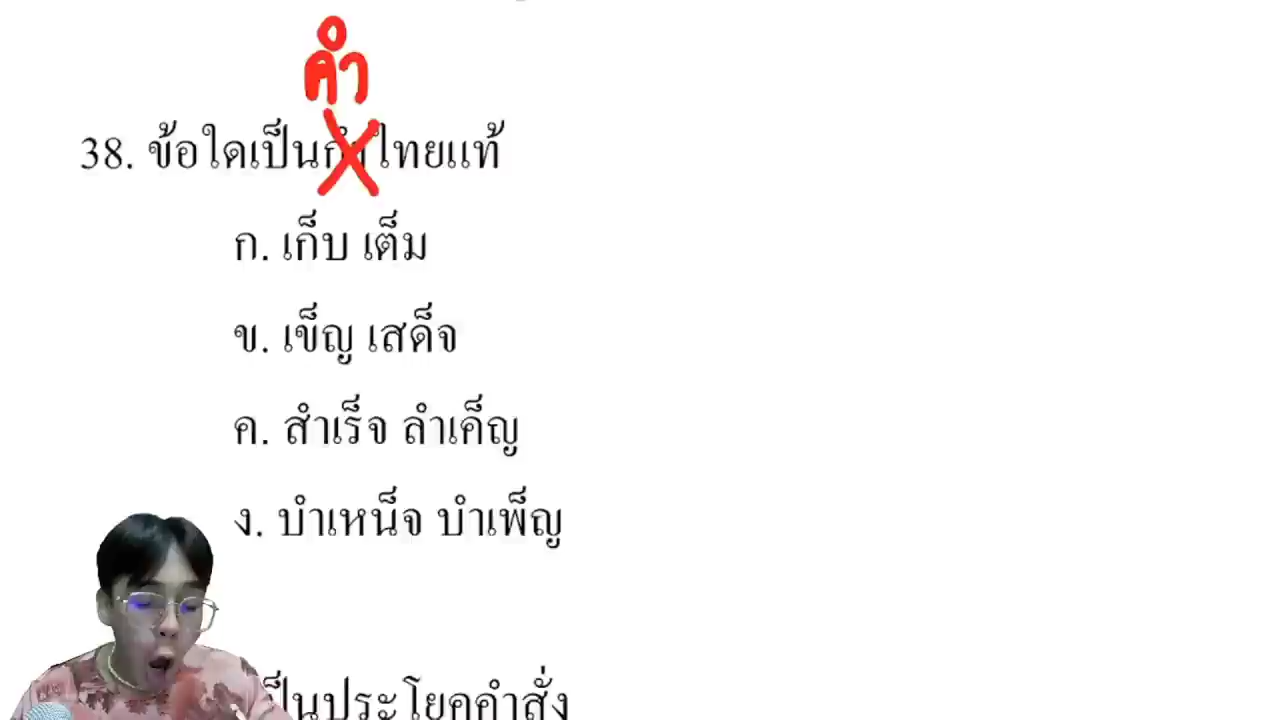 คำ
38. ข้อใดเป็นกำไทยแท้
ก. เก็บ เต็ม
ข. เข็ญ เสด็จ
ค. สำเร็จ ลำเค็ญ
ง. บำเหน็จ บำเพ็ญ
เป็นประโยคคำสั่ง